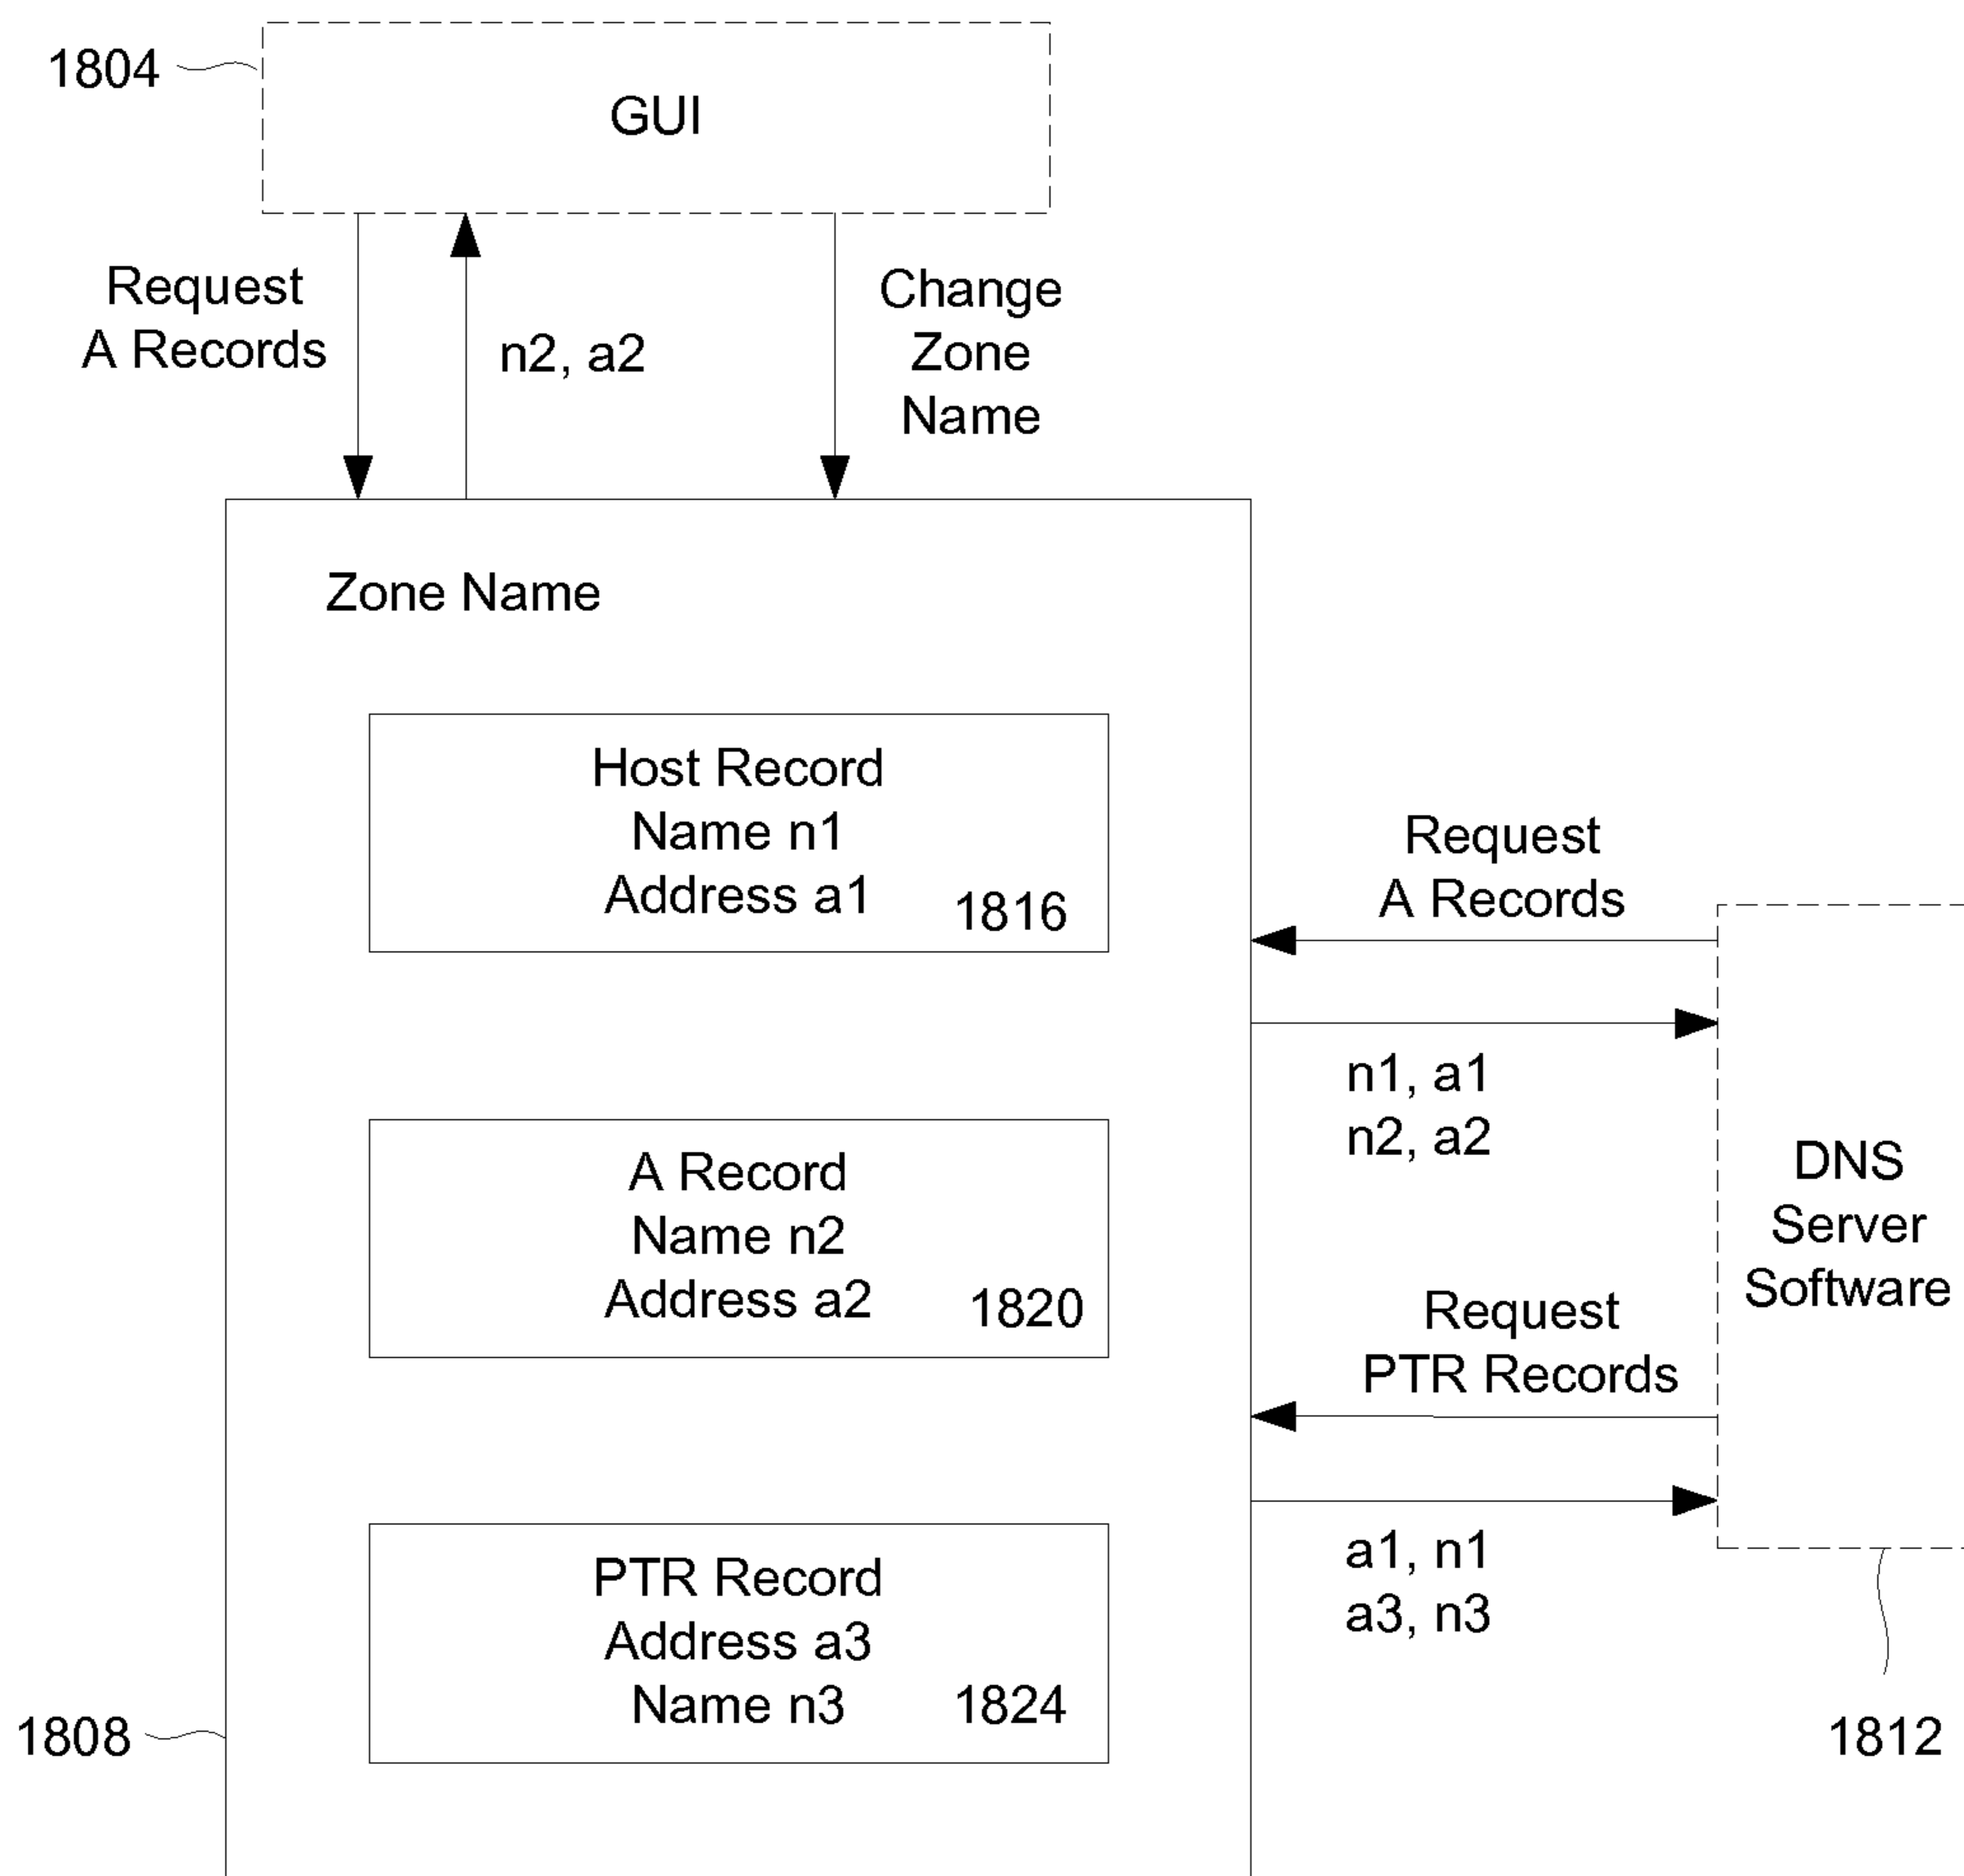 1804
GUI
Request
A Records
n2, a2
Change
Zone
Name
Zone Name
Host Record
Name n1
Address a1
1816
Request
A Records
n1, a1
n2, a2
A Record
Name n2
Address a2
1820
DNS
Server
Software
Request
PTR Records
a1, n1
a3, n3
PTR Record
Address a3
Name n3
1824
1808
1812